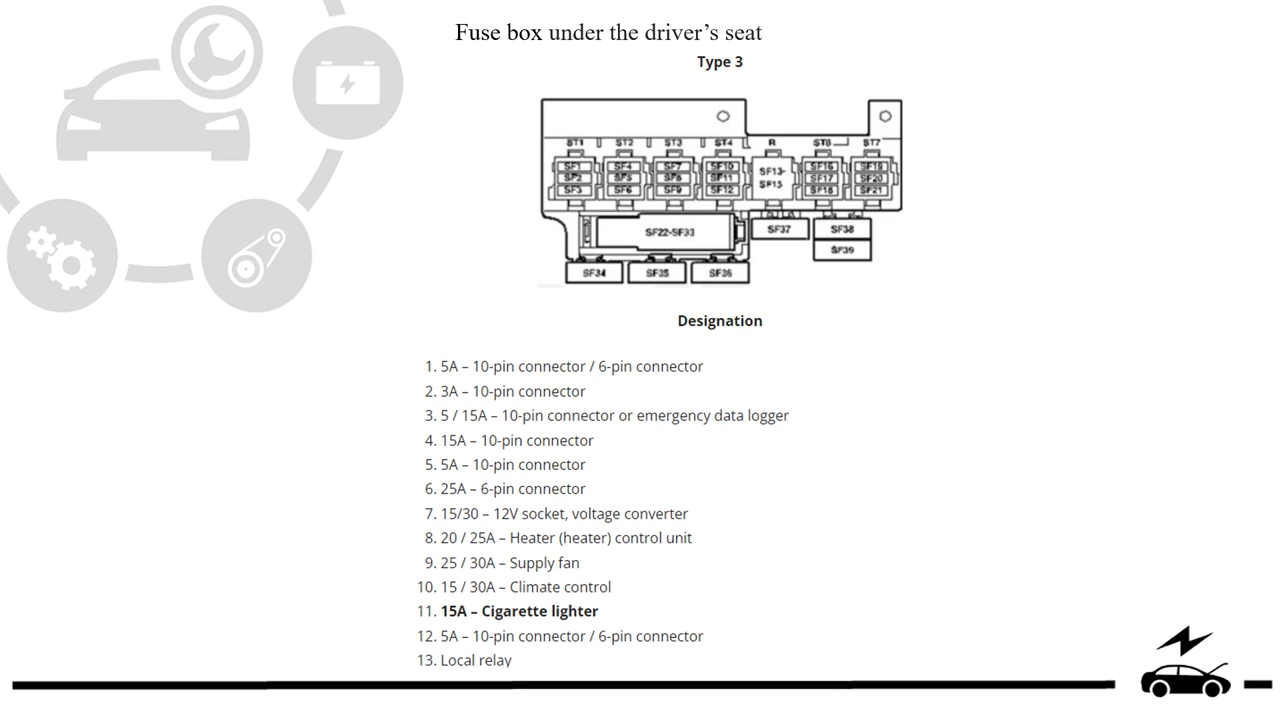 Fuse box under the driver’s seat
Type 3
ST1 ST2 ST3 ST4 R ST6 ST7
SF1 SF4 SF7 SF10 SF13- SF16 SF19
SF2 SF5 SF8 SF11 SF15 SF17 SF20
SF3 SF6 SF9 SF12 SF18 SF21
SF22-SF33 SF37 SF38
SF39
SF34 SF35 SF36
Designation
1. 5A – 10-pin connector / 6-pin connector
2. 3A – 10-pin connector
3. 5 / 15A – 10-pin connector or emergency data logger
4. 15A – 10-pin connector
5. 5A – 10-pin connector
6. 25A – 6-pin connector
7. 15/30 – 12V socket, voltage converter
8. 20 / 25A – Heater (heater) control unit
9. 25 / 30A – Supply fan
10. 15 / 30A – Climate control
11. 15A – Cigarette lighter
12. 5A – 10-pin connector / 6-pin connector
13. Local relay